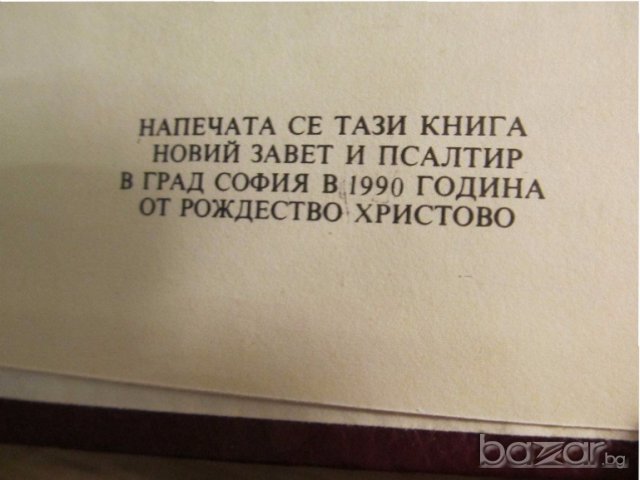 НАПЕЧАТА СЕ ТАЗИ КНИГА
НОВИЙ ЗАВЕТ И ПСАЛТИР
В ГРАД СОФИЯ В 1990 ГОДИНА
ОТ РОЖДЕСТВО ХРИСТОВО
bazar.bg